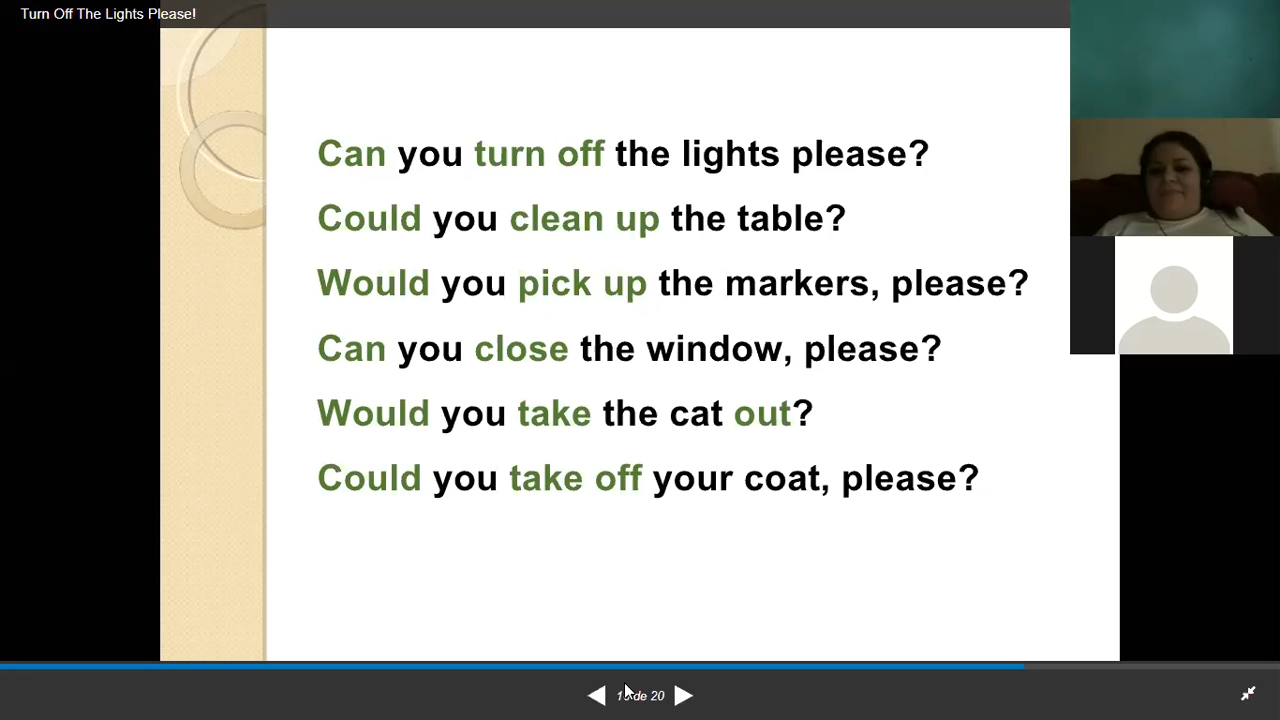 Turn Off The Lights Please!
Can you turn off the lights please?
Could you clean up the table?
Would you pick up the markers, please?
Can you close the window, please?
Would you take the cat out?
Could you take off your coat, please?
de 20